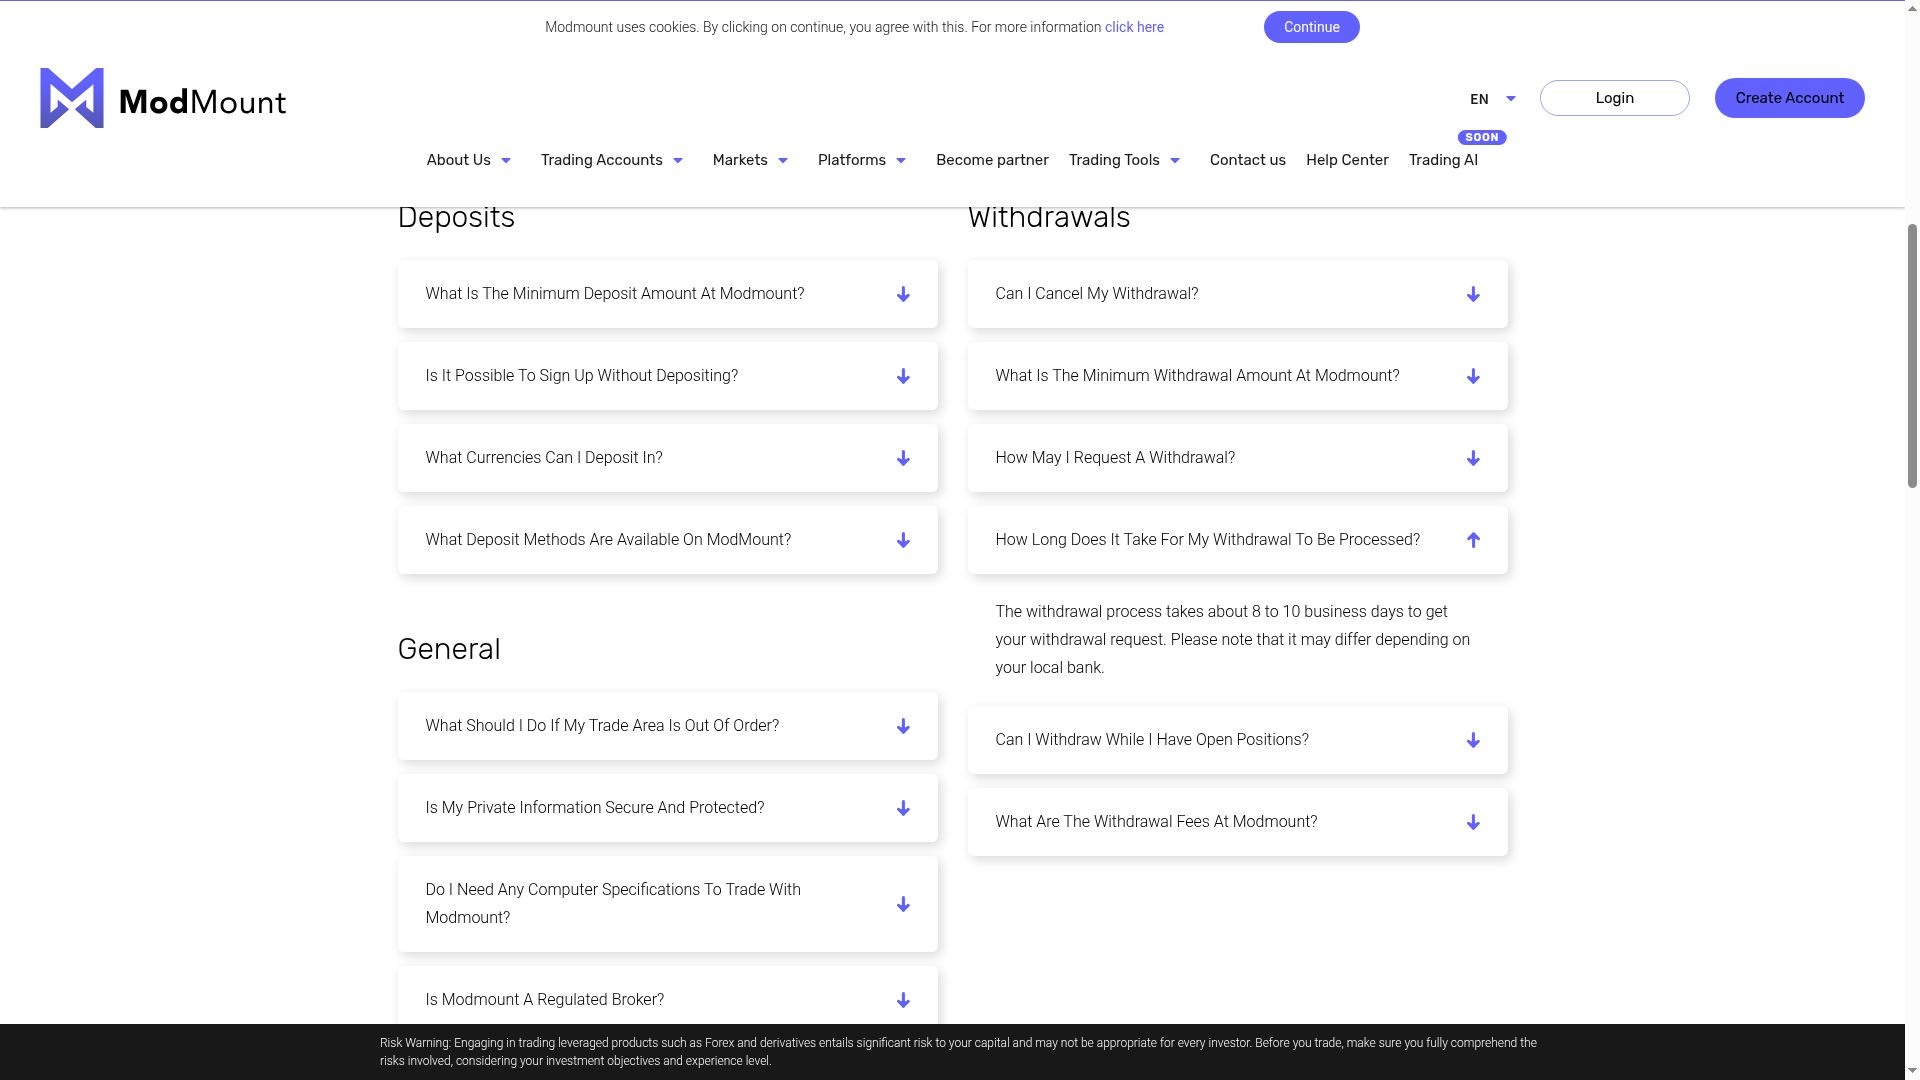 Modmount uses cookies. By clicking on continue, you agree with this. For more information click here
Continue
ModMount
EN
Login
Create Account
SOON
About Us
Trading Accounts
Markets
Platforms
Become partner
Trading Tools
Contact us
Help Center
Trading AI
Deposits
What Is The Minimum Deposit Amount At Modmount?
Is It Possible To Sign Up Without Depositing?
What Currencies Can I Deposit In?
What Deposit Methods Are Available On ModMount?
General
What Should I Do If My Trade Area Is Out Of Order?
Is My Private Information Secure And Protected?
Do I Need Any Computer Specifications To Trade With
Modmount?
Is Modmount A Regulated Broker?
Withdrawals
Can I Cancel My Withdrawal?
What Is The Minimum Withdrawal Amount At Modmount?
How May I Request A Withdrawal?
How Long Does It Take For My Withdrawal To Be Processed?
The withdrawal process takes about 8 to 10 business days to get
your withdrawal request. Please note that it may differ depending on
your local bank.
Can I Withdraw While I Have Open Positions?
What Are The Withdrawal Fees At Modmount?
Risk Warning: Engaging in trading leveraged products such as Forex and derivatives entails significant risk to your capital and may not be appropriate for every investor. Before you trade, make sure you fully comprehend the
risks involved, considering your investment objectives and experience level.